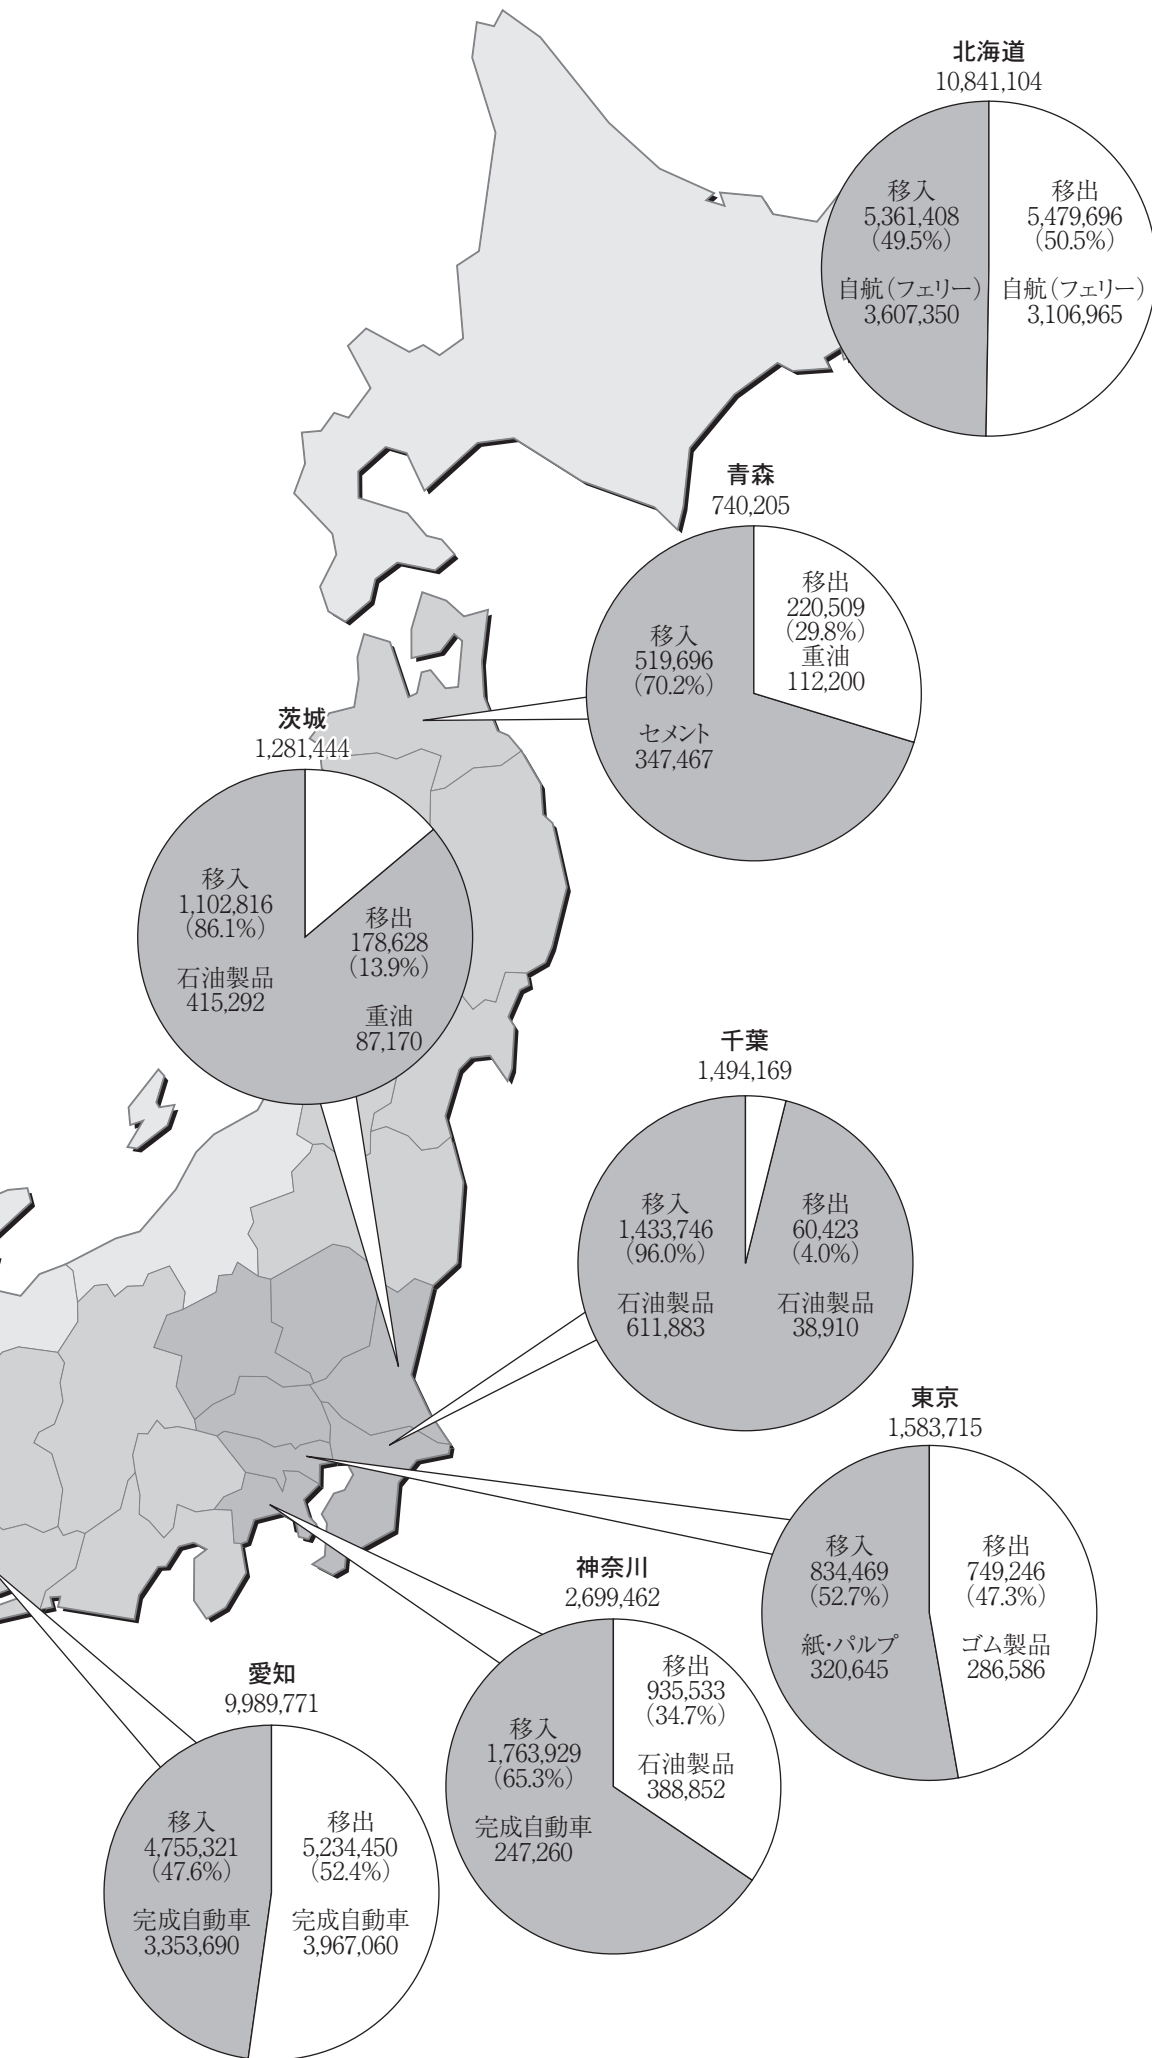 北海道
10,841,104
移入
5,361,408
(49.5%)
自航(フェリー)
3,607,350
移出
5,479,696
(50.5%)
自航(フェリー)
3,106,965
青森
740,205
移入
519,696
(70.2%)
セメント
347,467
移出
220,509
(29.8%)
重油
112,200
茨城
1,281,444
移入
1,102,816
(86.1%)
石油製品
415,292
移出
178,628
(13.9%)
重油
87,170
千葉
1,494,169
移入
1,433,746
(96.0%)
石油製品
611,883
移出
60,423
(4.0%)
石油製品
38,910
東京
1,583,715
移入
834,469
(52.7%)
紙・パルプ
320,645
移出
749,246
(47.3%)
ゴム製品
286,586
神奈川
2,699,462
移入
1,763,929
(65.3%)
完成自動車
247,260
移出
935,533
(34.7%)
石油製品
388,852
愛知
9,989,771
移入
4,755,321
(47.6%)
完成自動車
3,353,690
移出
5,234,450
(52.4%)
完成自動車
3,967,060